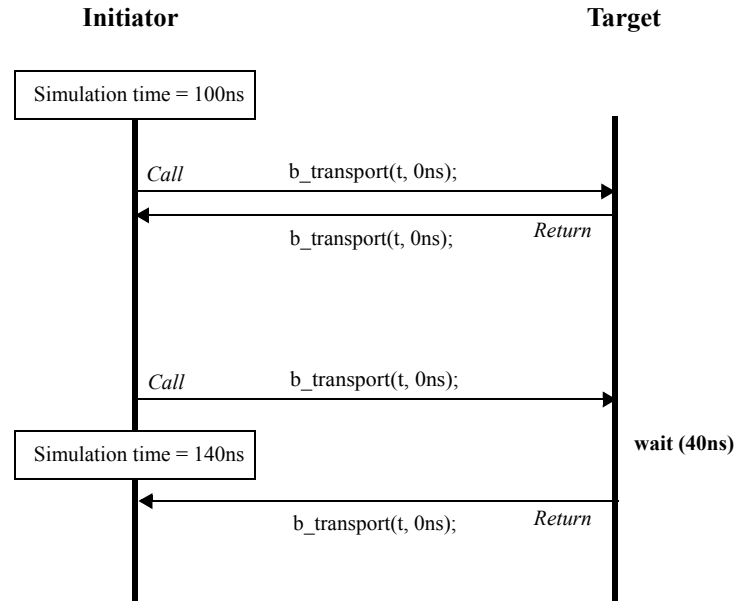 Initiator
Target
Simulation time = 100ns
Call
b_transport(t, 0ns);
b_transport(t, 0ns);
Return
Call
b_transport(t, 0ns);
Simulation time = 140ns
wait (40ns)
b_transport(t, 0ns);
Return